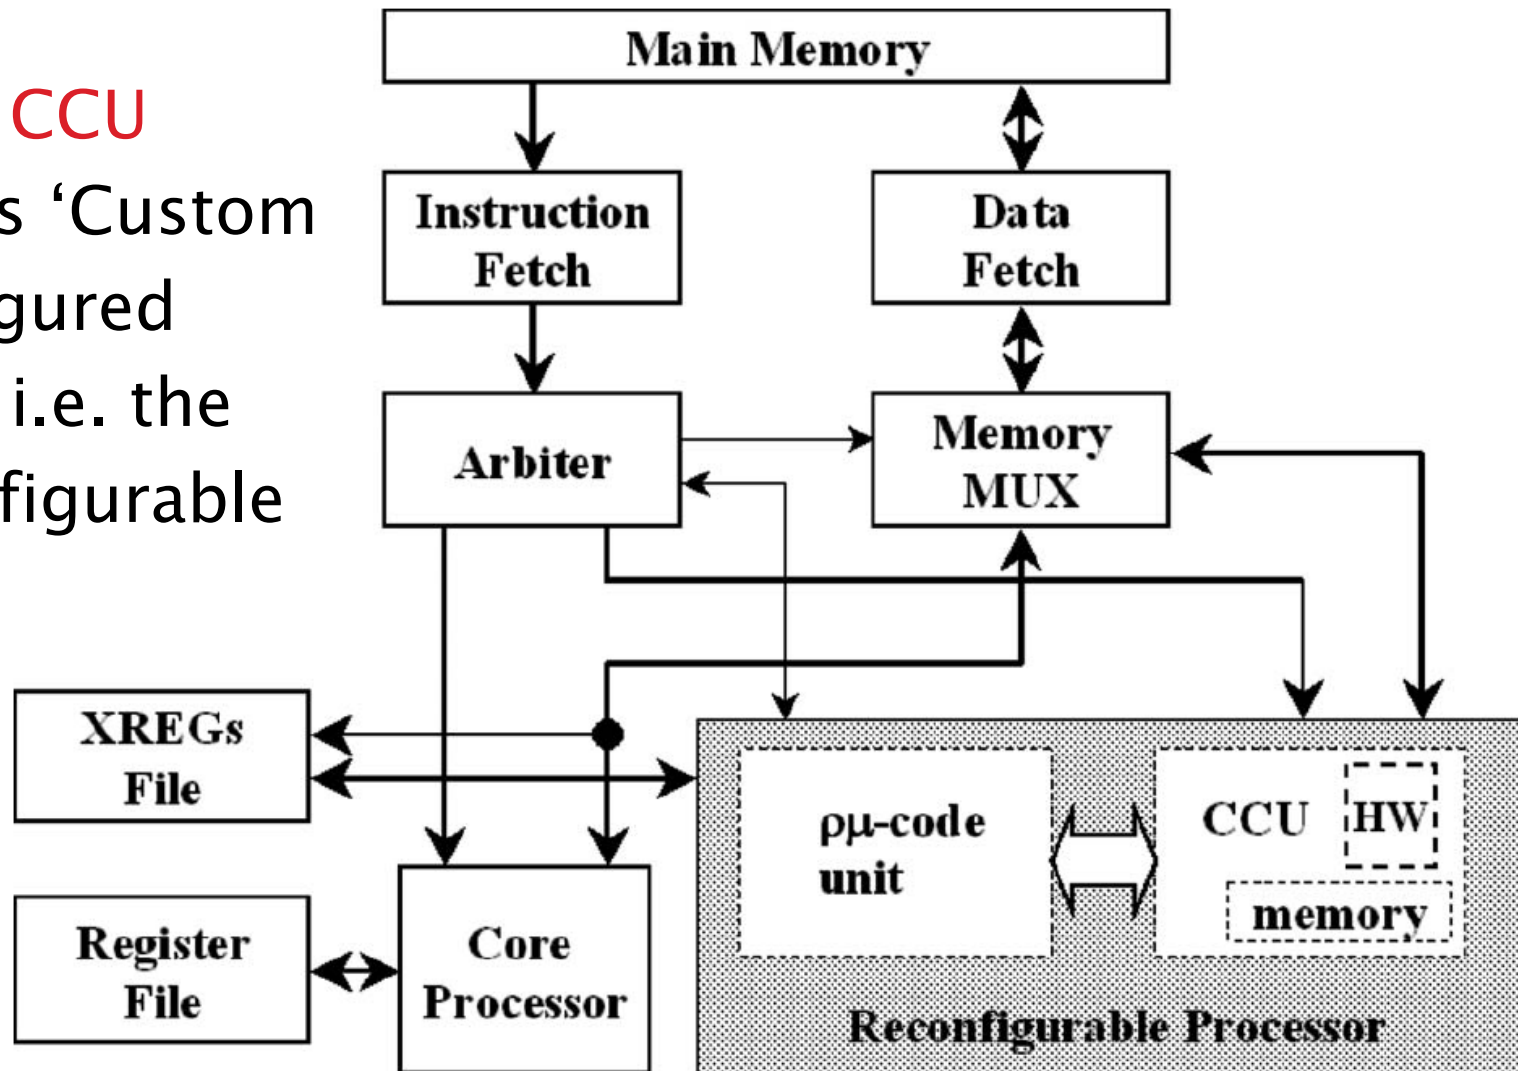 CCU
s ‘Custom
gured
i.e. the
figurable
Main Memory
Instruction
Fetch
Data
Fetch
Arbiter
Memory
MUX
XREGs
File
ρμ-code
unit
CCU
HW
memory
Register
File
Core
Processor
Reconfigurable Processor